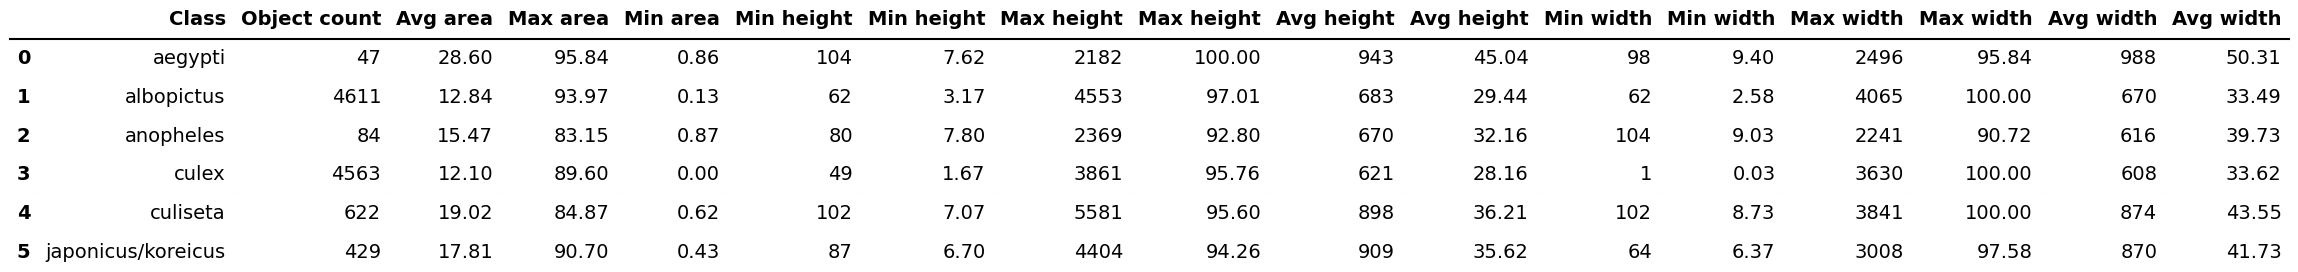 Class Object count Avg area Max area Min area Min height Min height Max height Max height Avg height Avg height Min width Min width Max width Max width Avg width Avg width
0 aegypti 47 28.60 95.84 0.86 104 7.62 2182 100.00 943 45.04 98 9.40 2496 95.84 988 50.31
1 albopictus 4611 12.84 93.97 0.13 62 3.17 4553 97.01 683 29.44 62 2.58 4065 100.00 670 33.49
2 anopheles 84 15.47 83.15 0.87 80 7.80 2369 92.80 670 32.16 104 9.03 2241 90.72 616 39.73
3 culex 4563 12.10 89.60 0.00 49 1.67 3861 95.76 621 28.16 1 0.03 3630 100.00 608 33.62
4 culiseta 622 19.02 84.87 0.62 102 7.07 5581 95.60 898 36.21 102 8.73 3841 100.00 874 43.55
5 japonicus/koreicus 429 17.81 90.70 0.43 87 6.70 4404 94.26 909 35.62 64 6.37 3008 97.58 870 41.73